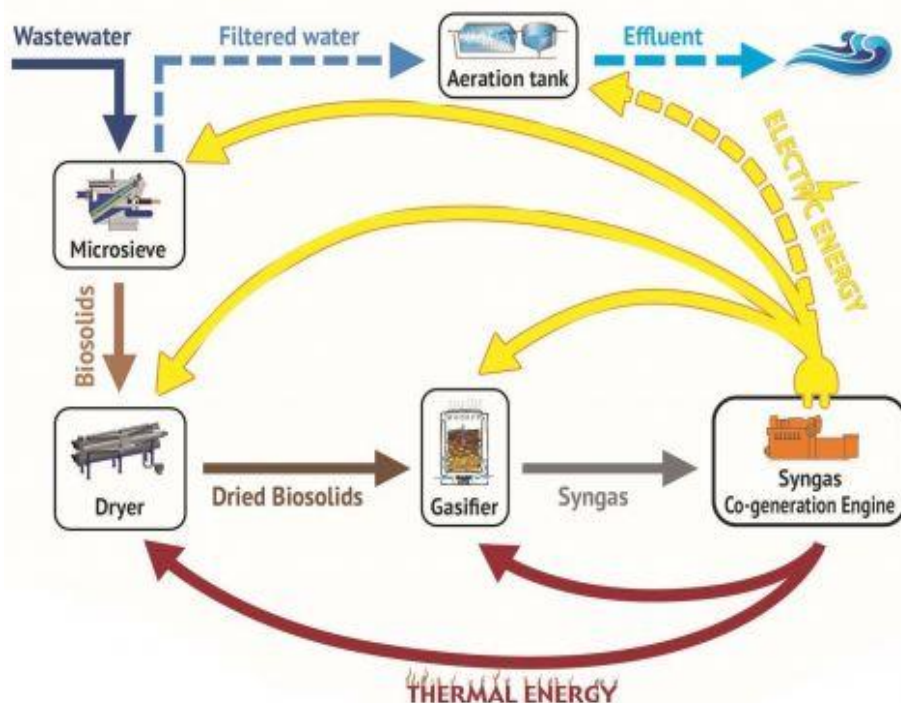 Wastewater
Filtered water
Aeration tank
Effluent
ELECTRIC ENERGY
Microsieve
Biosolids
Dryer
Dried Biosolids
Gasifier
Syngas
Syngas
Co-generation Engine
THERMAL ENERGY